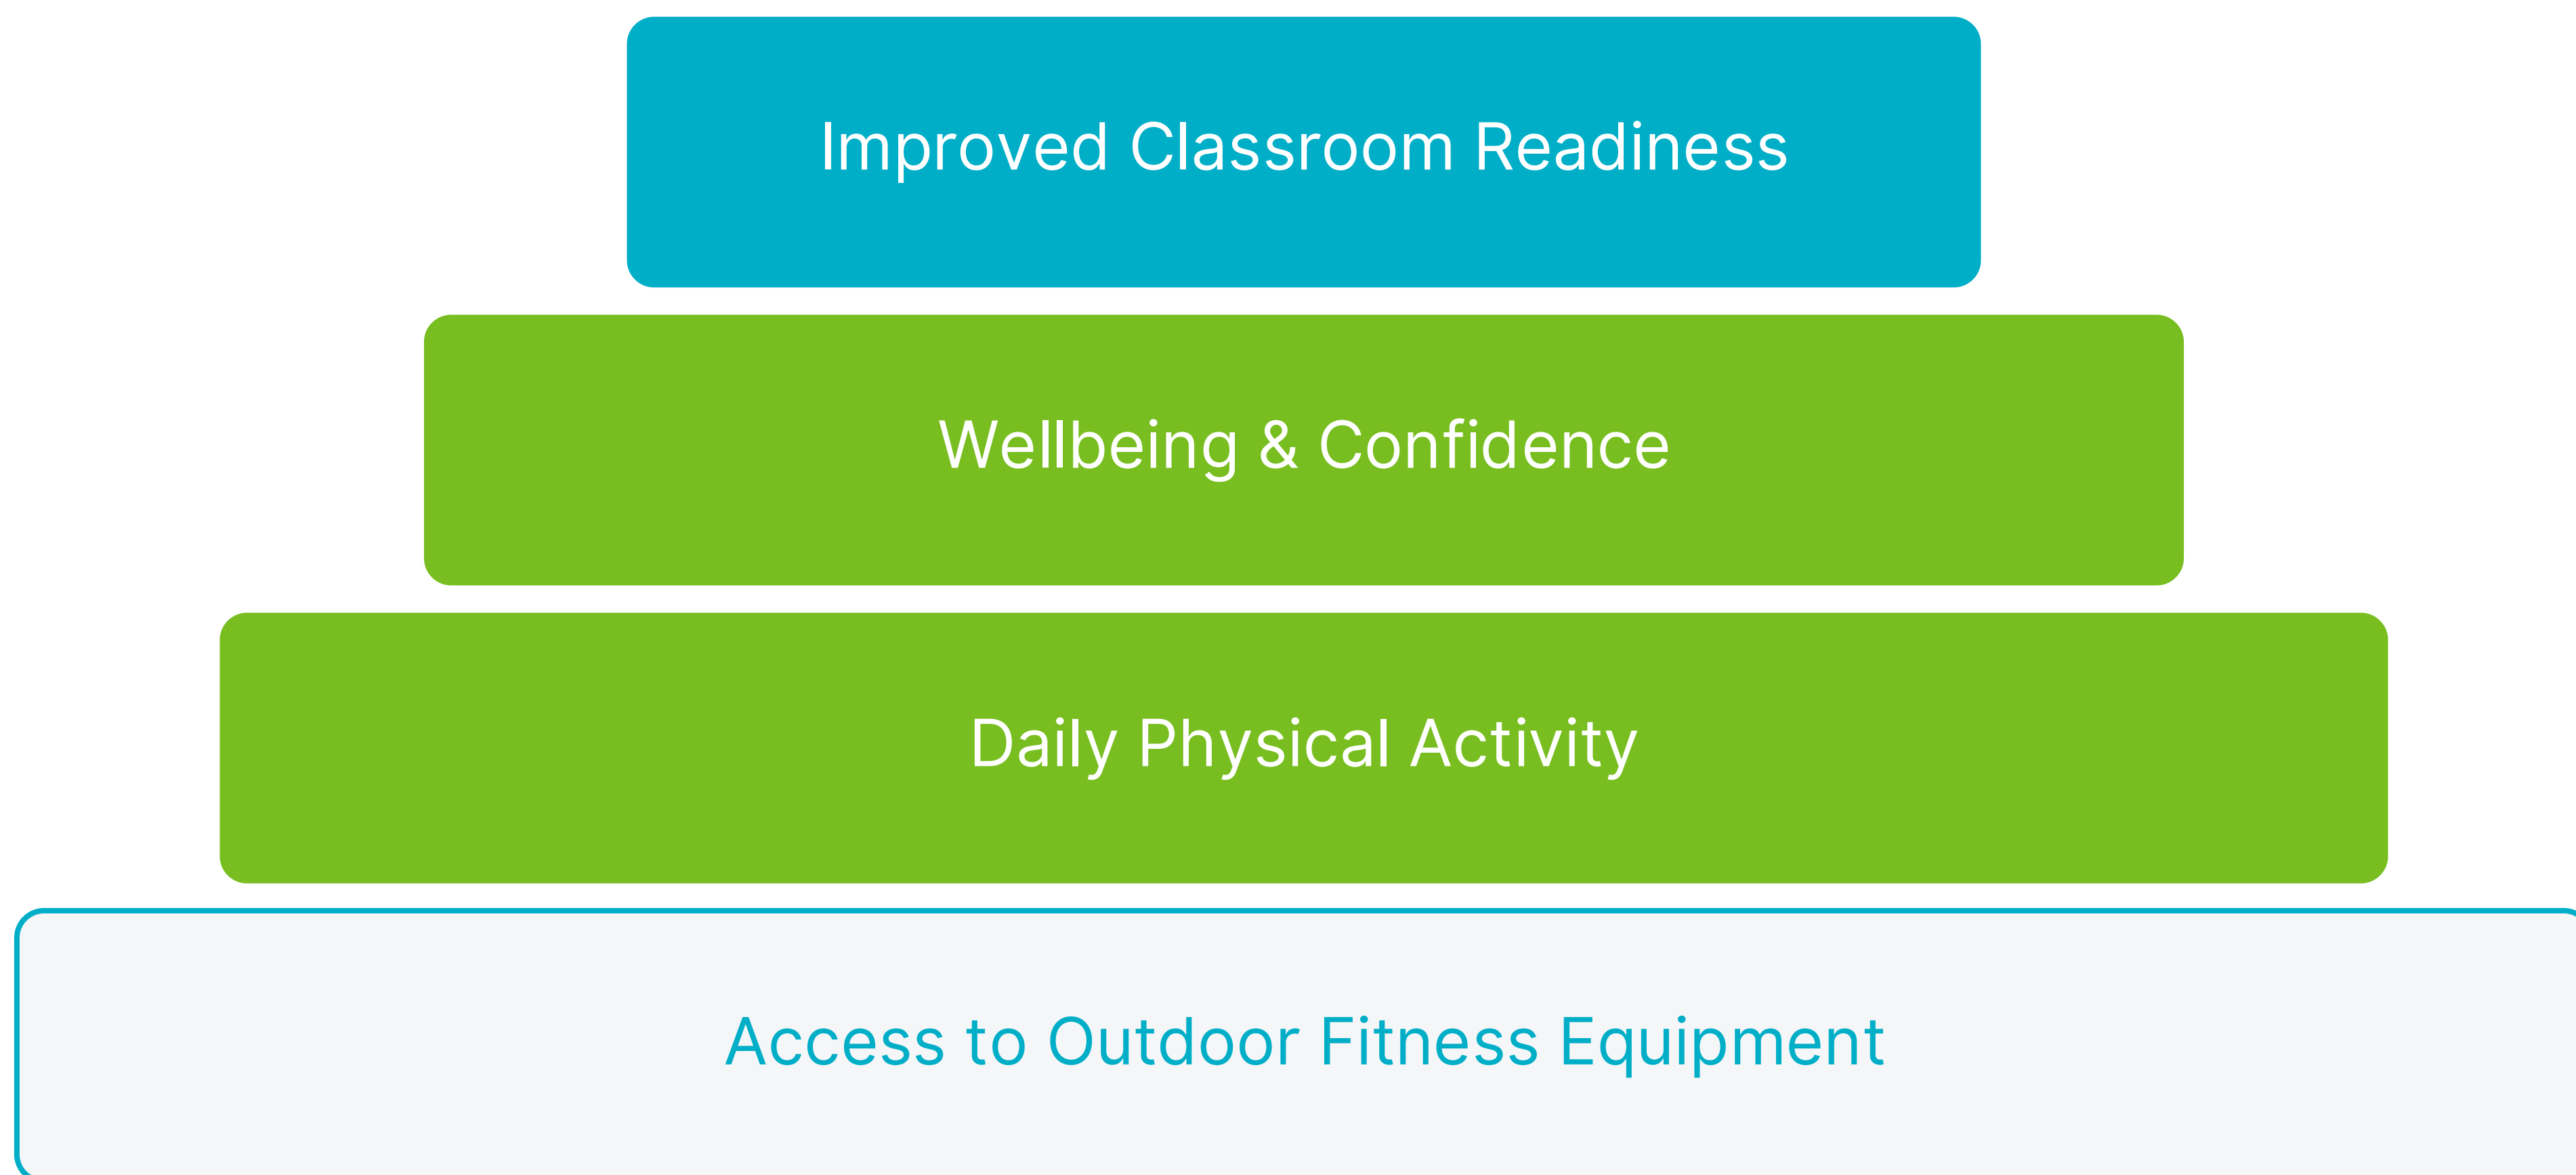 Improved Classroom Readiness
Wellbeing & Confidence
Daily Physical Activity
Access to Outdoor Fitness Equipment